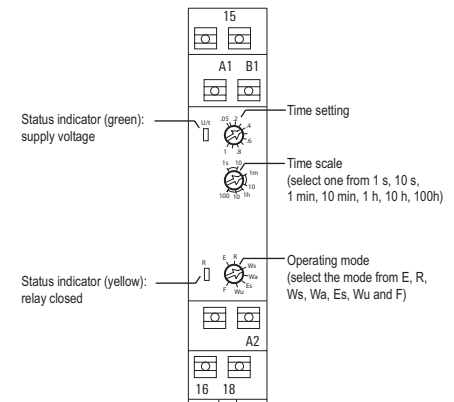 15
A1 B1
Status indicator (green):
supply voltage
U/t
.05 .2
.4
.6
1 .8
Time setting
1s 10
1m
10
100 10 1h
Time scale
(select one from 1 s, 10 s,
1 min, 10 min, 1 h, 10 h, 100h)
Status indicator (yellow):
relay closed
R
E R
Ws
Wa
Es
F Wu
Operating mode
(select the mode from E, R,
Ws, Wa, Es, Wu and F)
A2
16 18